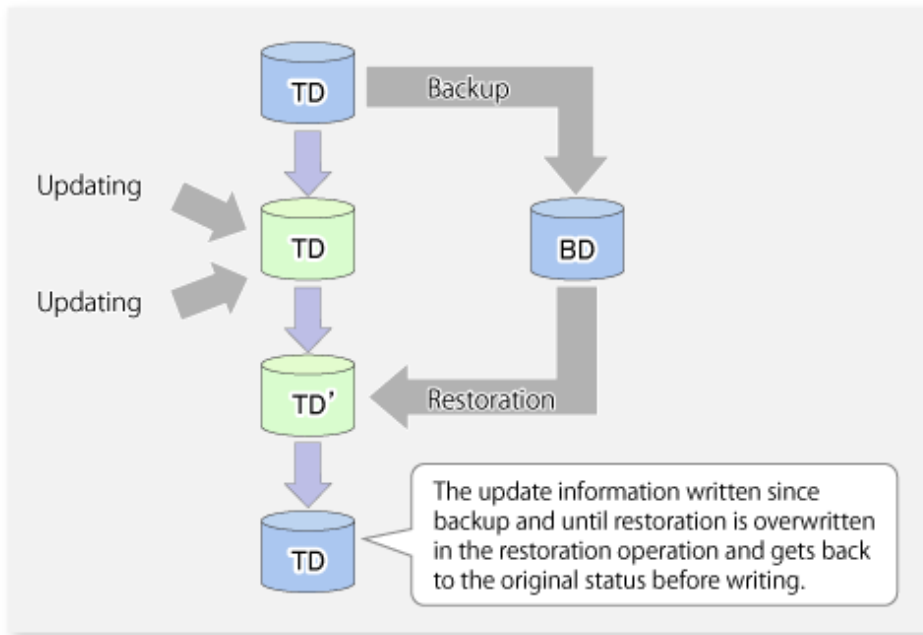 TD
Backup
Updating
TD
BD
Updating
TD'
Restoration
The update information written since
backup and until restoration is overwritten
in the restoration operation and gets back
to the original status before writing.
TD